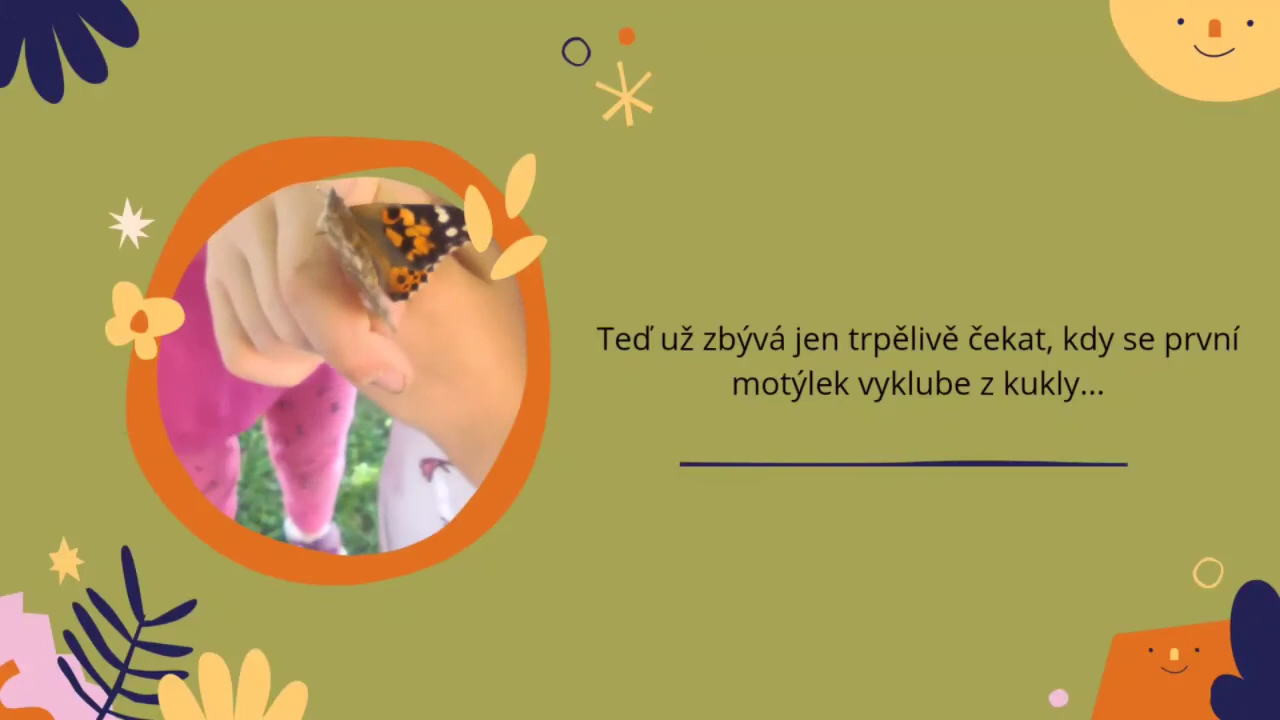 Teď už zbývá jen trpělivě čekat, kdy se první
motýlek vyklube z kukly...